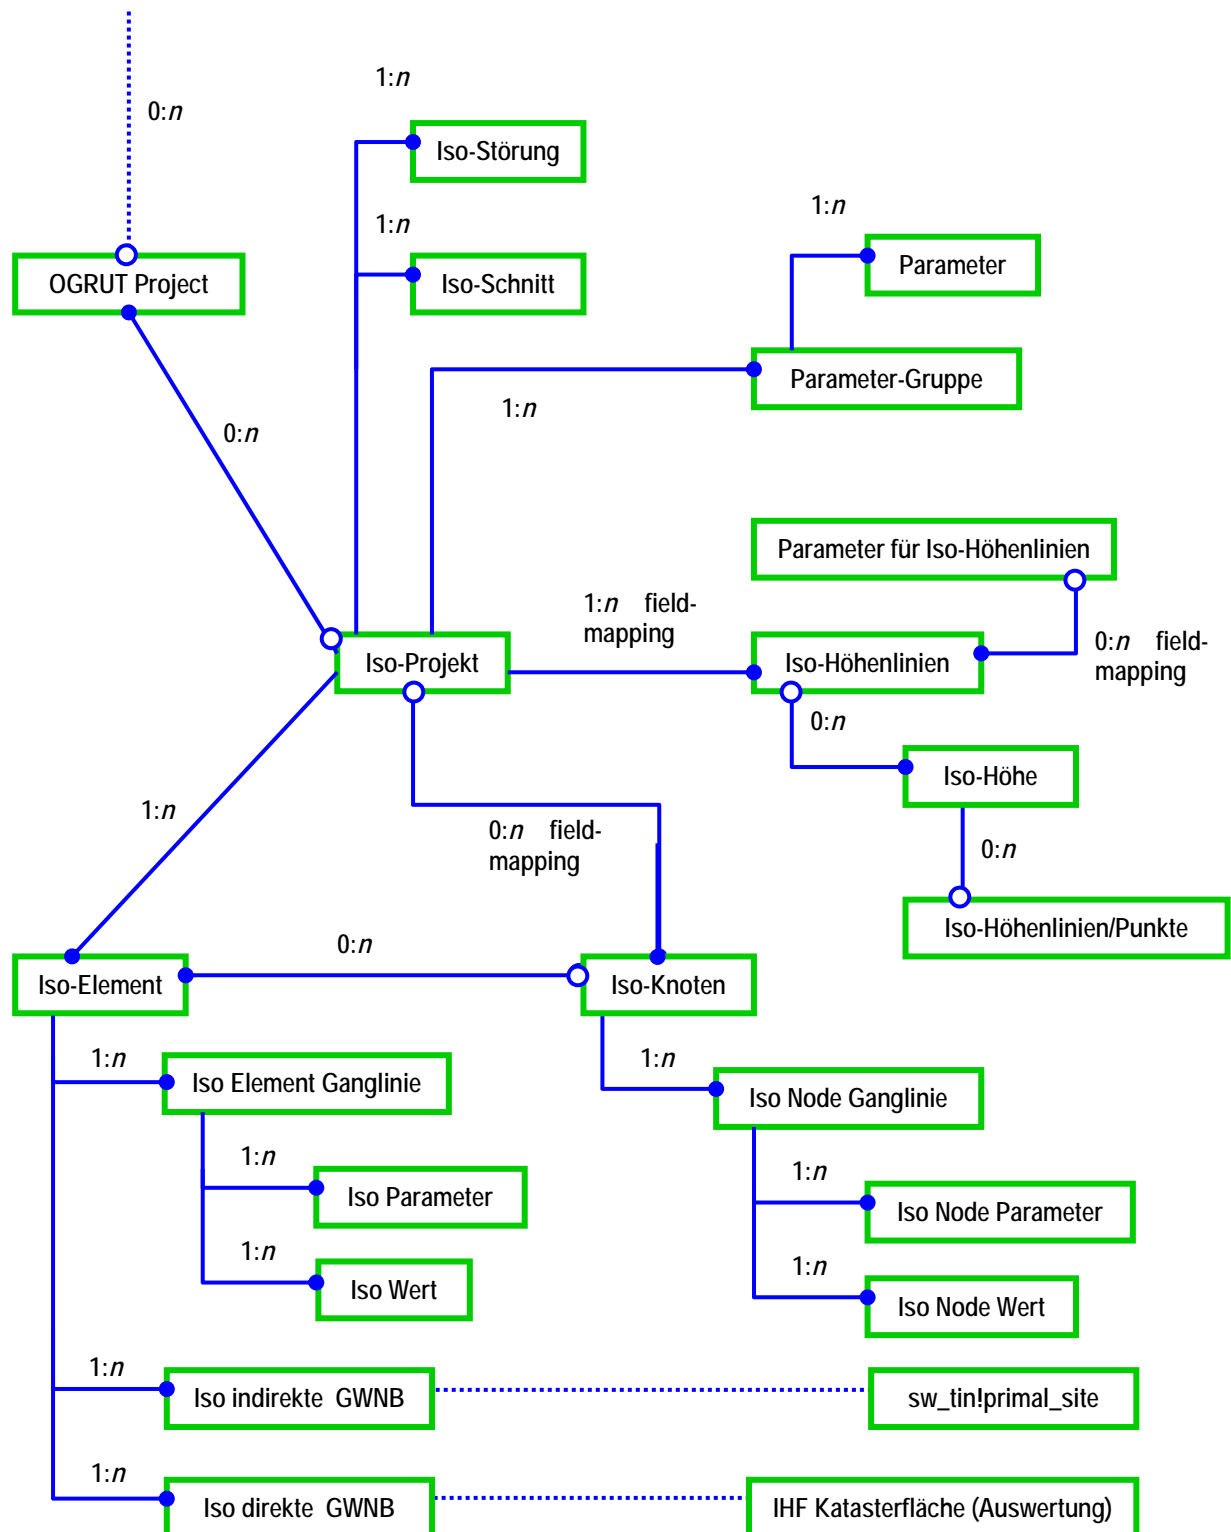 1:n
0:n
Iso-Störung
1:n
1:n
OGRUT Project
Iso-Schnitt
Parameter
Parameter-Gruppe
1:n
0:n
Parameter für Iso-Höhenlinien
1:n field-
mapping
Iso-Projekt
Iso-Höhenlinien
0:n field-
mapping
0:n
Iso-Höhe
1:n
0:n field-
mapping
0:n
Iso-Höhenlinien/Punkte
0:n
Iso-Element
Iso-Knoten
1:n
1:n
Iso Element Ganglinie
Iso Node Ganglinie
1:n
1:n
Iso Parameter
Iso Node Parameter
1:n
1:n
Iso Wert
Iso Node Wert
1:n
Iso indirekte GWNB
sw_tin!primal_site
1:n
Iso direkte GWNB
IHF Katasterfläche (Auswertung)